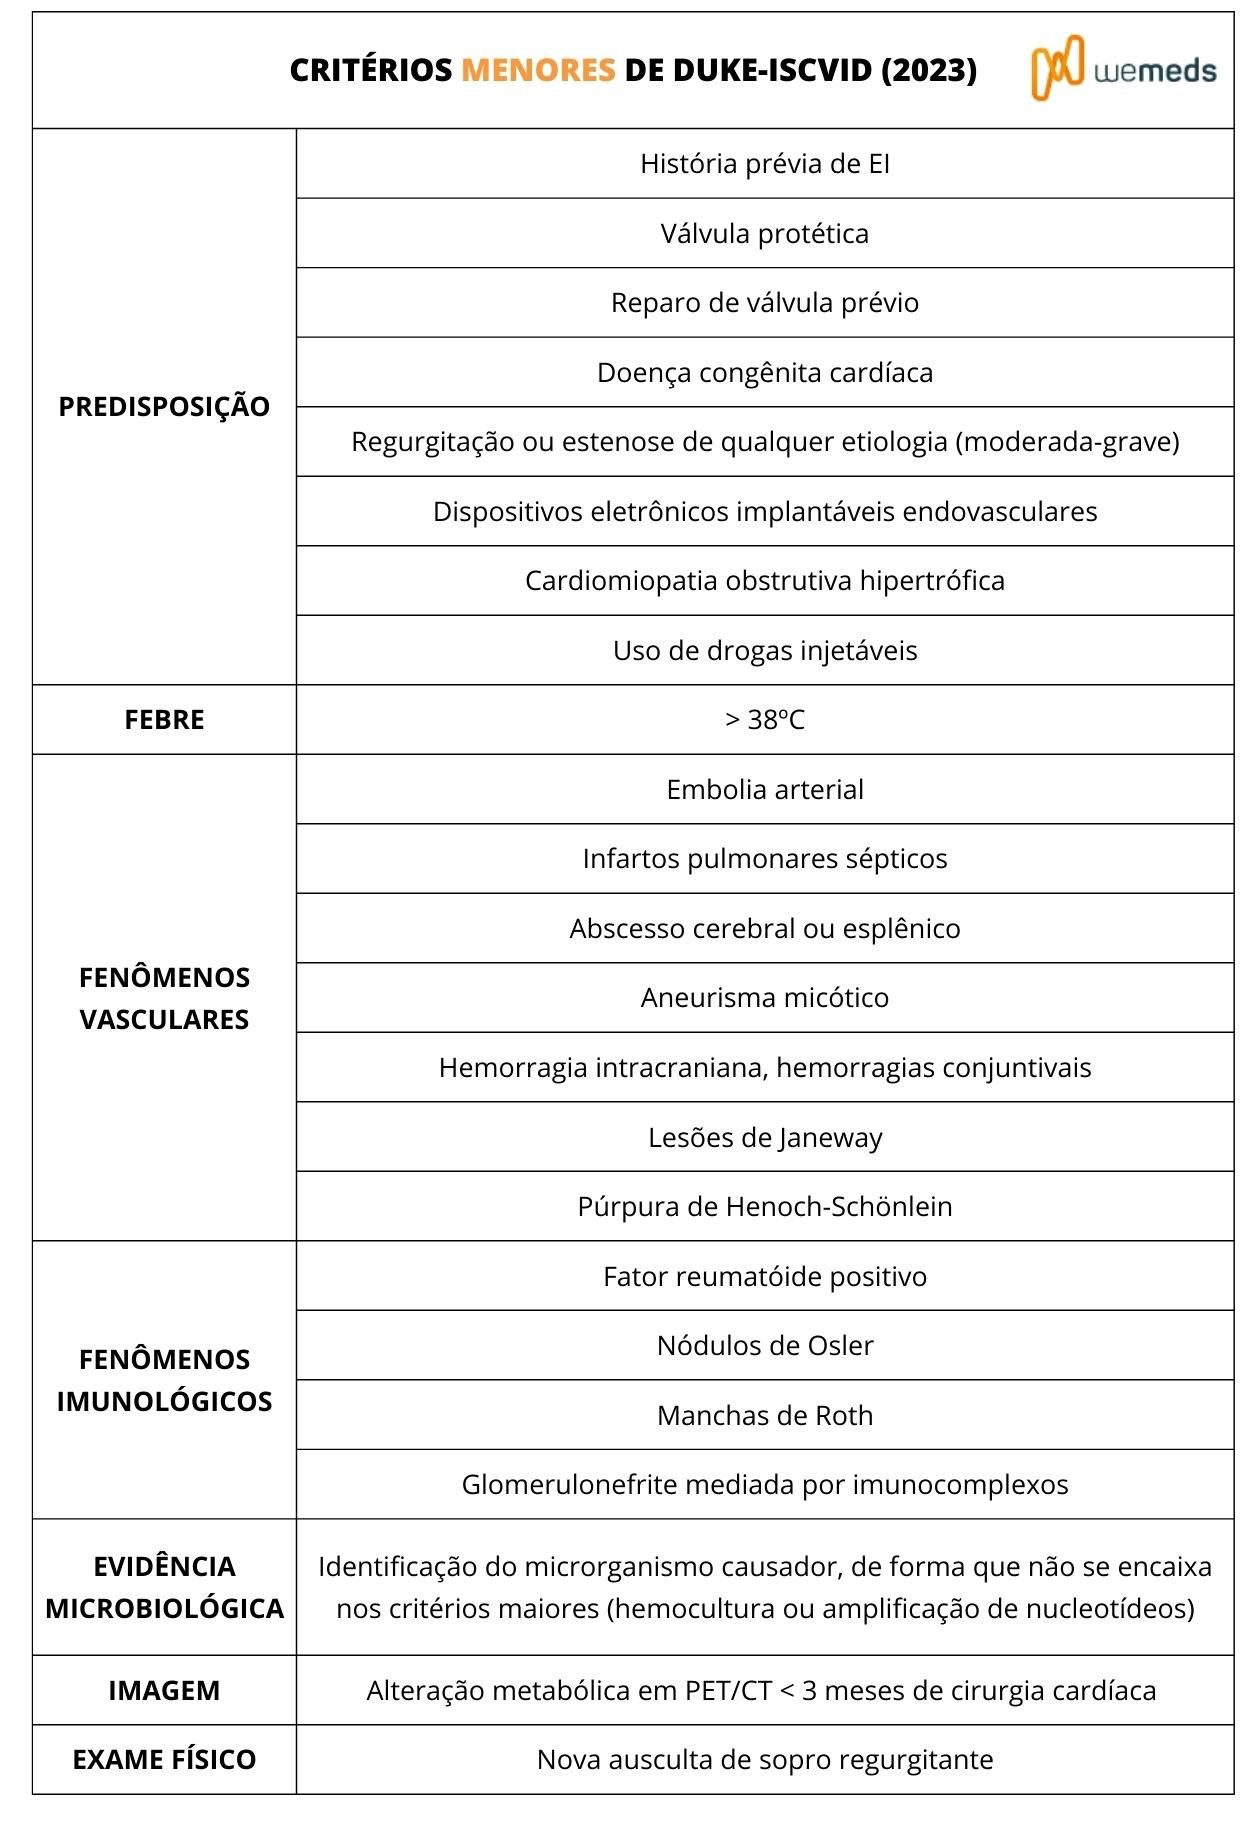 CRITÉRIOS MENORES DE DUKE-ISCVID (2023)
wemeds
PREDISPOSIÇÃO
História prévia de EI
Válvula protética
Reparo de válvula prévio
Doença congênita cardíaca
Regurgitação ou estenose de qualquer etiologia (moderada-grave)
Dispositivos eletrônicos implantáveis endovasculares
Cardiomiopatia obstrutiva hipertrófica
Uso de drogas injetáveis
FEBRE
> 38ºC
FENÔMENOS
VASCULARES
Embolia arterial
Infartos pulmonares sépticos
Abscesso cerebral ou esplênico
Aneurisma micótico
Hemorragia intracraniana, hemorragias conjuntivais
Lesões de Janeway
Púrpura de Henoch-Schönlein
FENÔMENOS
IMUNOLÓGICOS
Fator reumatóide positivo
Nódulos de Osler
Manchas de Roth
Glomerulonefrite mediada por imunocomplexos
EVIDÊNCIA
MICROBIOLÓGICA
Identificação do microrganismo causador, de forma que não se encaixa
nos critérios maiores (hemocultura ou amplificação de nucleotídeos)
IMAGEM
Alteração metabólica em PET/CT < 3 meses de cirurgia cardíaca
EXAME FÍSICO
Nova ausculta de sopro regurgitante